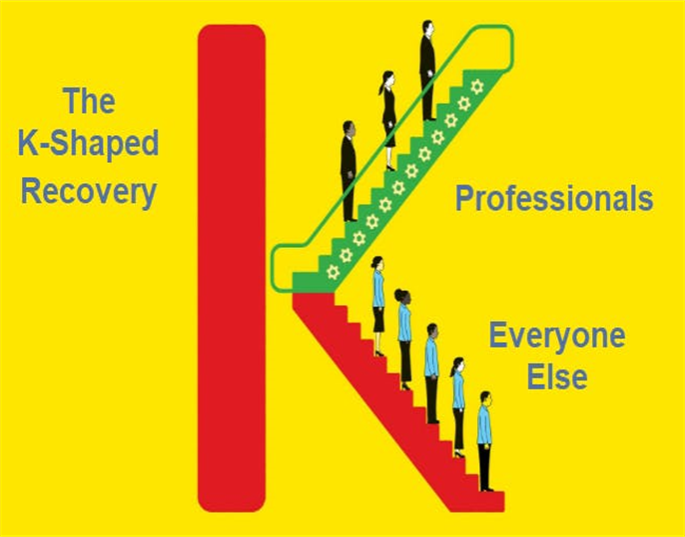 The
K-Shaped
Recovery
Professionals
Everyone
Else